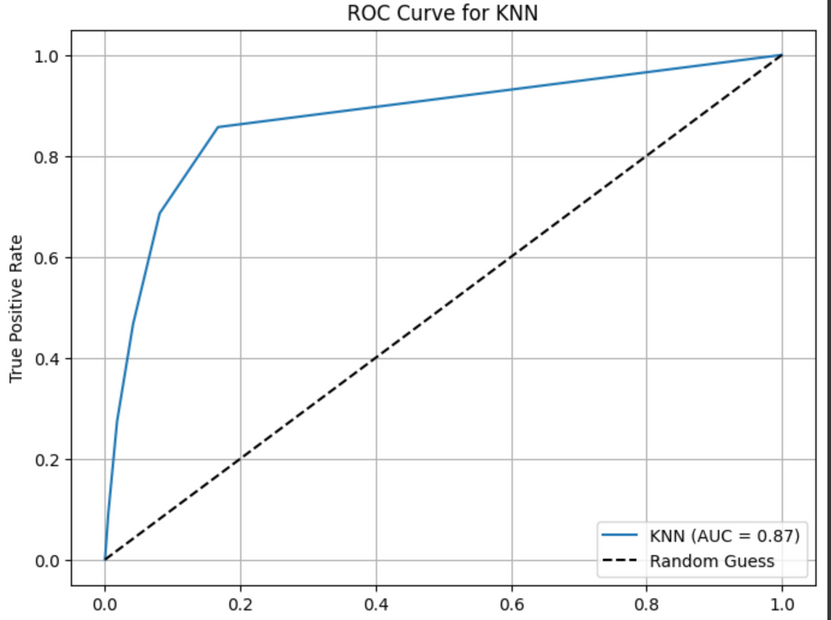 ROC Curve for KNN
True Positive Rate
1.0
0.8
0.6
0.4
0.2
0.0
KNN (AUC = 0.87)
Random Guess
0.0 0.2 0.4 0.6 0.8 1.0